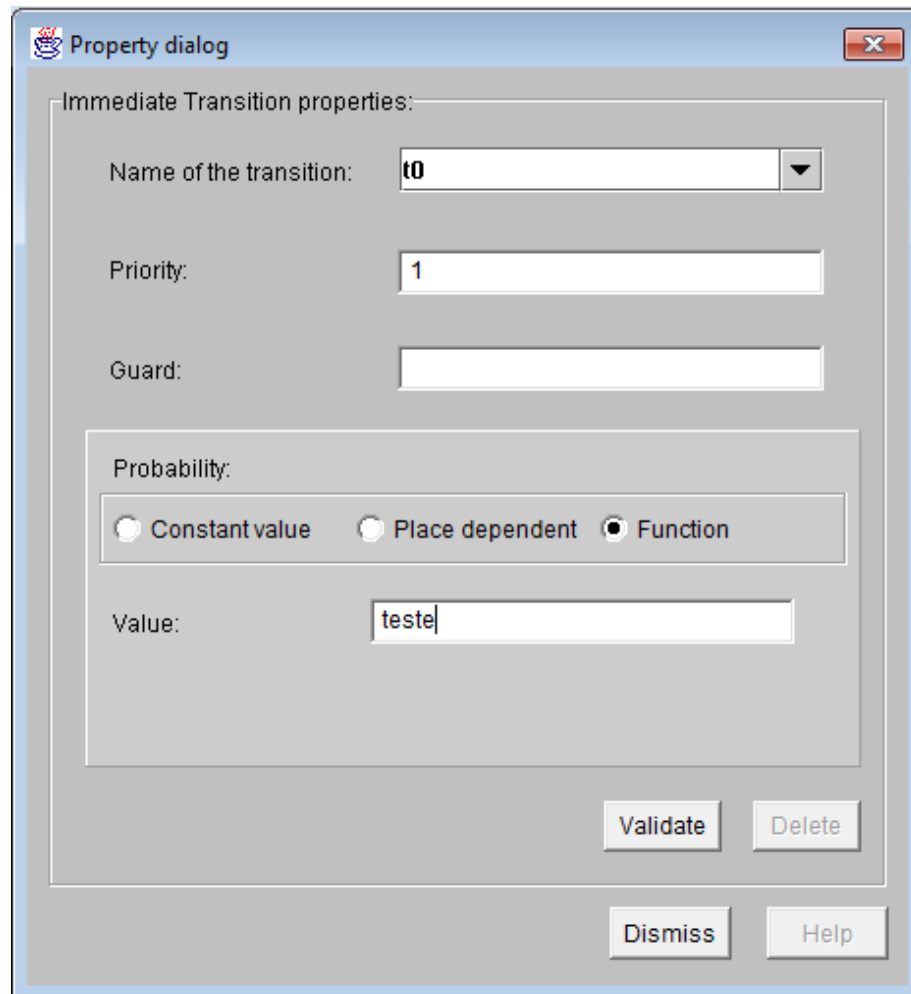 Property dialog
Immediate Transition properties:
Name of the transition: t0
Priority: 1
Guard:
Probability:
Constant value Place dependent Function
Value: teste
Validate Delete
Dismiss Help